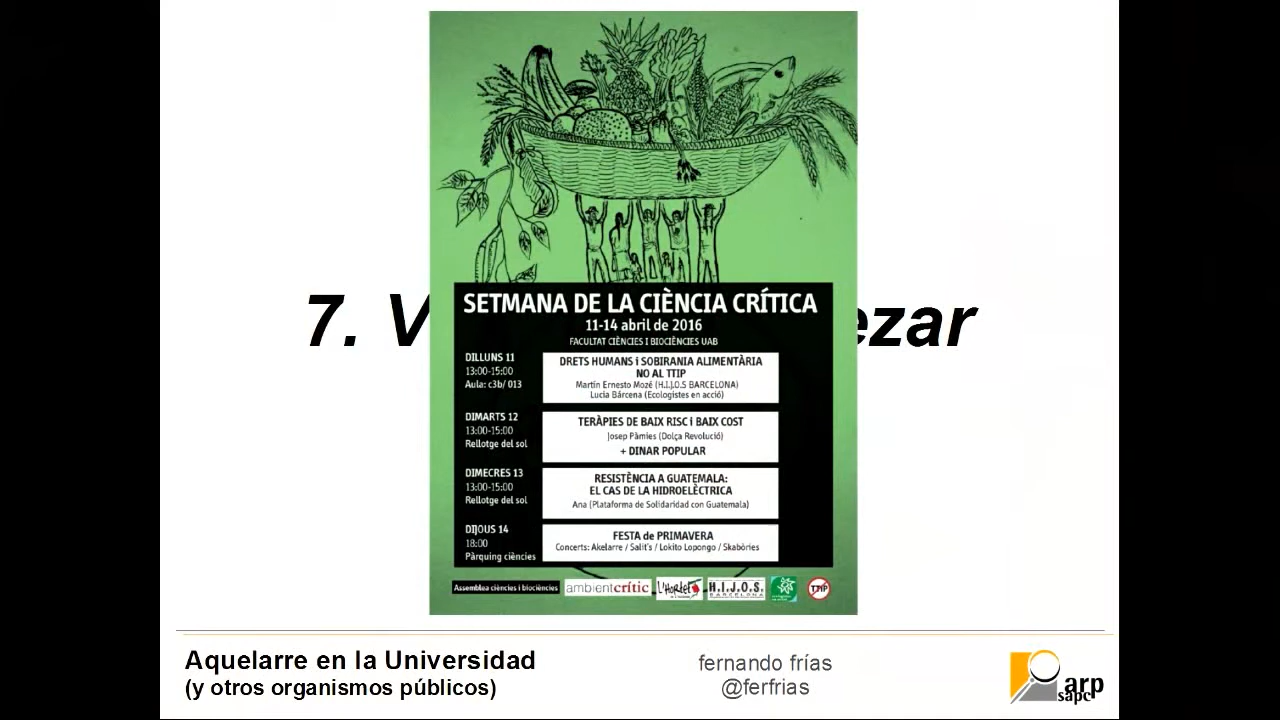 7. V
ezar
SETMANA DE LA CIÈNCIA CRÍTICA
11-14 abril de 2016
FACULTAT CIÈNCIES I BIOCIÈNCIES UAB
DILLUNS 11
13:00-15:00
Aula: c3b/ 013
DRETS HUMANS i SOBIRANIA ALIMENTÀRIA
NO AL TTIP
Martín Ernesto Mozé (H.I.J.O.S BARCELONA)
Lucia Bárcena (Ecologistes en acció)
DIMARTS 12
13:00-15:00
Rellotge del sol
TERÀPIES DE BAIX RISC i BAIX COST
Josep Pàmies (Dolça Revolució)
+ DINAR POPULAR
DIMECRES 13
13:00-15:00
Rellotge del sol
RESISTÈNCIA A GUATEMALA:
EL CAS DE LA HIDROELÈCTRICA
Ana (Plataforma de Solidaridad con Guatemala)
DIJOUS 14
18:00
Pàrquing ciències
FESTA de PRIMAVERA
Concerts: Akelarre / Salit's / Lokito Lopongo / Skabòries
Assemblea ciències i biociències
ambientcrític
L'Hortet
H.I.J.O.S.
BARCELONA
TTIP
Aquelarre en la Universidad
(y otros organismos públicos)
fernando frías
@ferfrias
arp
sapc